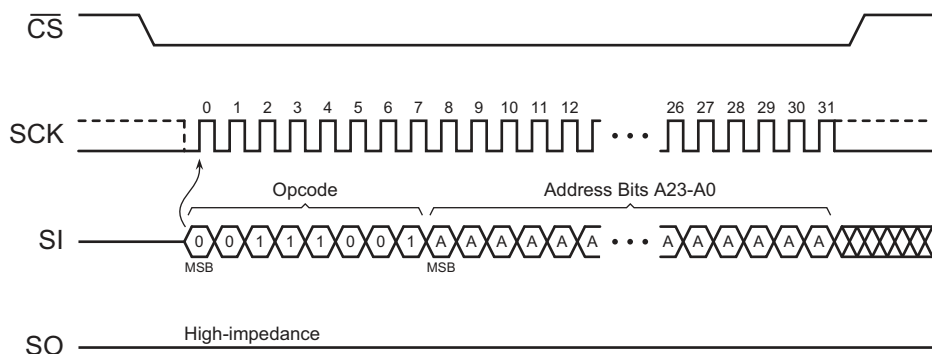 CS
0 1 2 3 4 5 6 7 8 9 10 11 12 26 27 28 29 30 31
SCK
Opcode Address Bits A23-A0
SI 0 0 1 1 1 0 0 1 A A A A A A A A A A A A
MSB MSB
High-impedance
SO